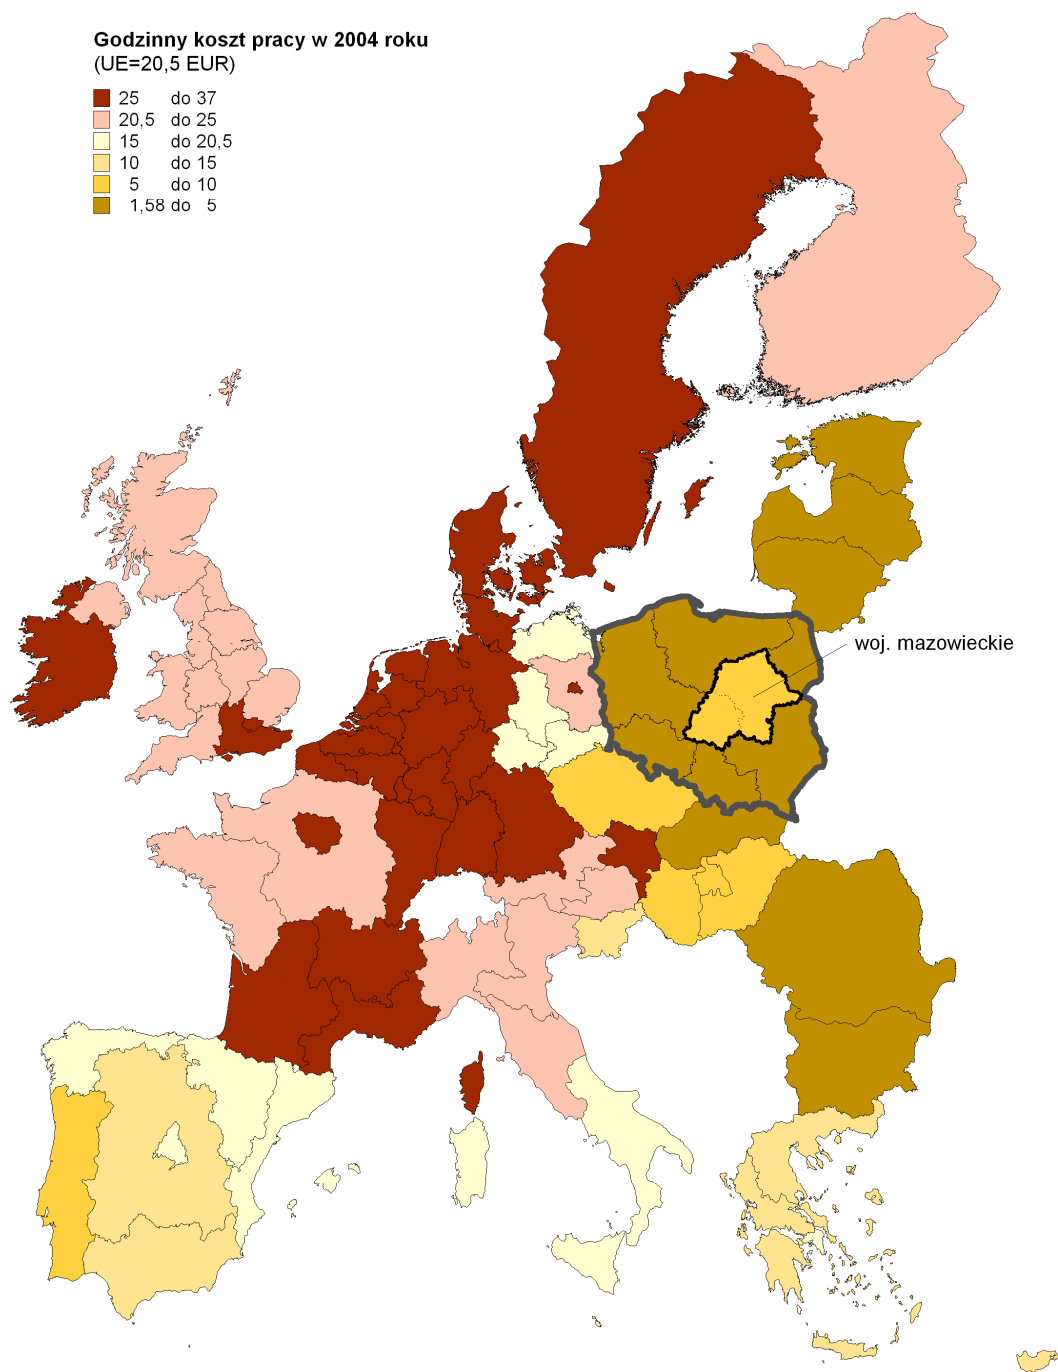 Godzinny koszt pracy w 2004 roku
(UE=20,5 EUR)
25 do 37
20,5 do 25
15 do 20,5
10 do 15
5 do 10
1,58 do 5
woj. mazowieckie